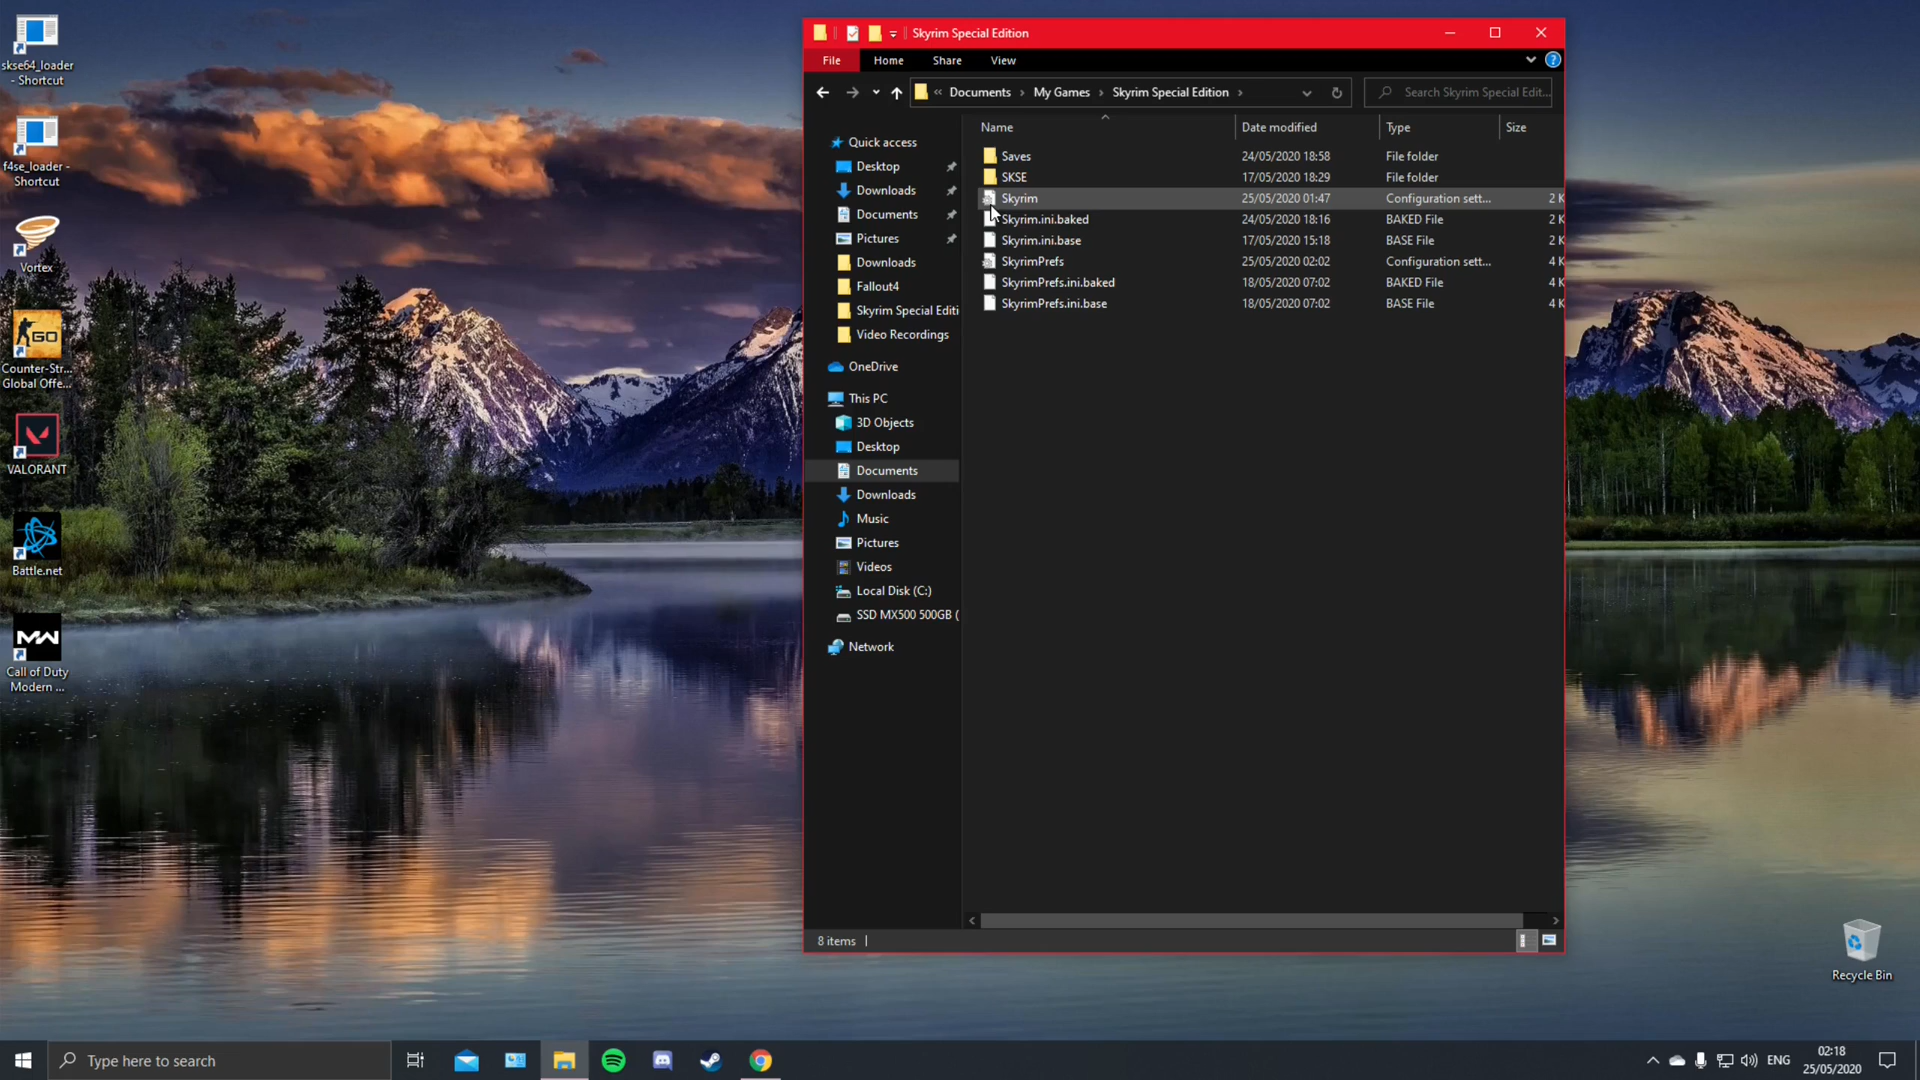 skse64_loader
- Shortcut
f4se_loader -
Shortcut
Vortex
GO
Counter-Str...
Global Offe...
VALORANT
Battle.net
MW
Call of Duty
Modern ...
Skyrim Special Edition
File Home Share View
« Documents › My Games › Skyrim Special Edition ›
Search Skyrim Special Edit...
Name Date modified Type Size
Quick access
Desktop
Downloads
Documents
Pictures
Downloads
Fallout4
Skyrim Special Editi
Video Recordings
OneDrive
This PC
3D Objects
Desktop
Documents
Downloads
Music
Pictures
Videos
Local Disk (C:)
SSD MX500 500GB (
Network
Saves 24/05/2020 18:58 File folder
SKSE 17/05/2020 18:29 File folder
Skyrim 25/05/2020 01:47 Configuration sett... 2 K
Skyrim.ini.baked 24/05/2020 18:16 BAKED File 2 K
Skyrim.ini.base 17/05/2020 15:18 BASE File 2 K
SkyrimPrefs 25/05/2020 02:02 Configuration sett... 4 K
SkyrimPrefs.ini.baked 18/05/2020 07:02 BAKED File 4 K
SkyrimPrefs.ini.base 18/05/2020 07:02 BASE File 4 K
8 items
Recycle Bin
Type here to search
ENG
02:18
25/05/2020